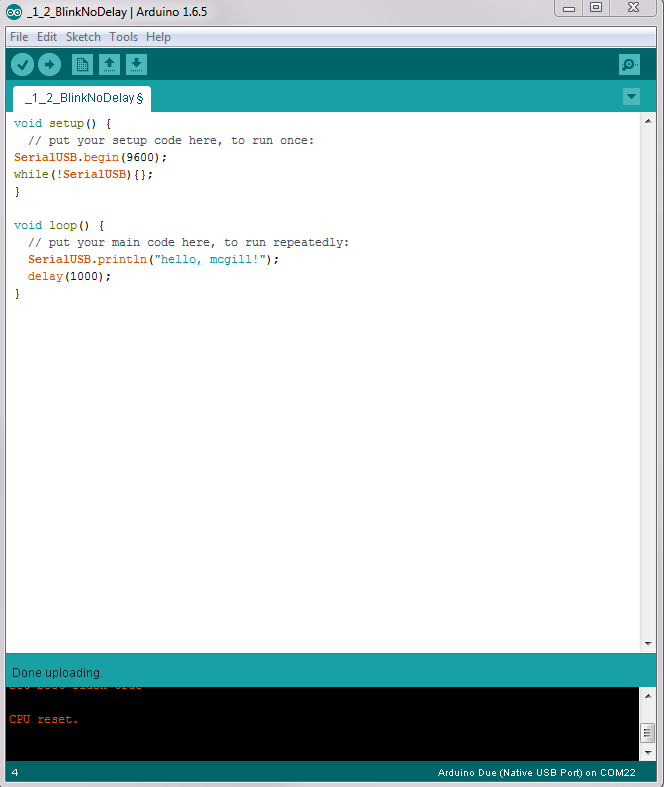 _1_2_BlinkNoDelay | Arduino 1.6.5
File Edit Sketch Tools Help
_1_2_BlinkNoDelay§
void setup() {
  // put your setup code here, to run once:
SerialUSB.begin(9600);
while(!SerialUSB){};
}
void loop() {
  // put your main code here, to run repeatedly:
  SerialUSB.println("hello, mcgill!");
  delay(1000);
}
Done uploading.
CPU reset.
4
Arduino Due (Native USB Port) on COM22